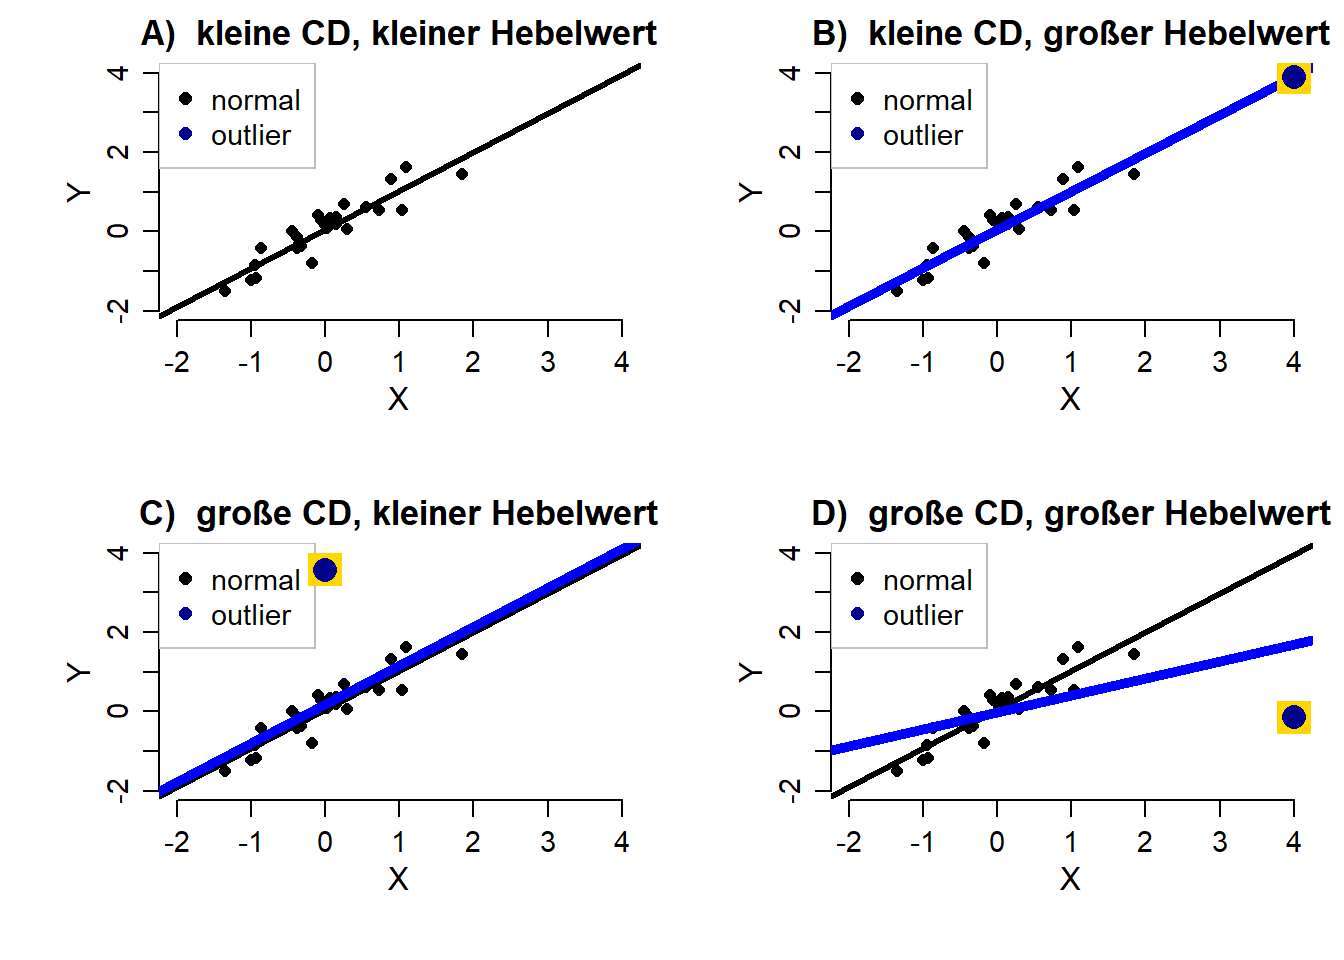 A)  kleine CD, kleiner Hebelwert
normal
outlier
4
2
0
-2
Y
-2 -1 0 1 2 3 4
X
B)  kleine CD, großer Hebelwert
normal
outlier
4
2
0
-2
Y
-2 -1 0 1 2 3 4
X
C)  große CD, kleiner Hebelwert
normal
outlier
4
2
0
-2
Y
-2 -1 0 1 2 3 4
X
D)  große CD, großer Hebelwert
normal
outlier
4
2
0
-2
Y
-2 -1 0 1 2 3 4
X